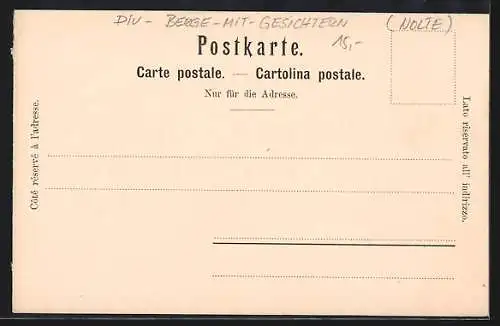 DIV - BERGE-MIT-GESICHTERN (NOLTE)
15,-
Postkarte.
Carte postale. — Cartolina postale.
Nur für die Adresse.
Côté réservé à l'adresse.
Lato riservato all' indirizzo.